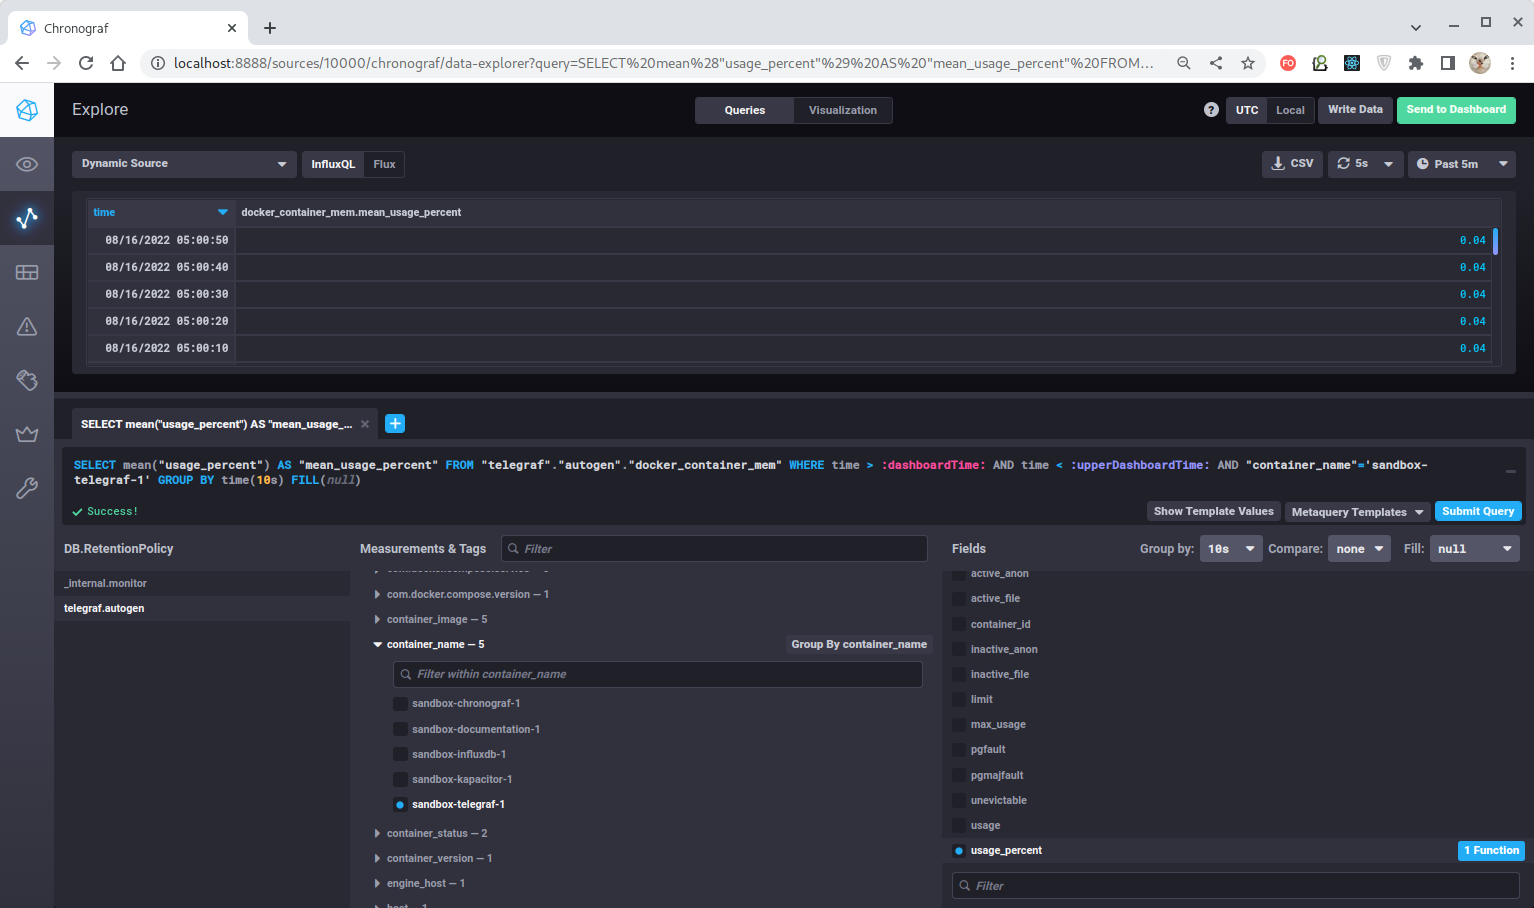 Chronograf
localhost:8888/sources/10000/chronograf/data-explorer?query=SELECT%20mean%28"usage_percent"%29%20AS%20"mean_usage_percent"%20FROM...
FO
Explore
Queries
Visualization
?
UTC
Local
Write Data
Send to Dashboard
Dynamic Source
InfluxQL
Flux
CSV
5s
Past 5m
time
docker_container_mem.mean_usage_percent
08/16/2022 05:00:50
0.04
08/16/2022 05:00:40
0.04
08/16/2022 05:00:30
0.04
08/16/2022 05:00:20
0.04
08/16/2022 05:00:10
0.04
SELECT mean("usage_percent") AS "mean_usage_...
SELECT mean("usage_percent") AS "mean_usage_percent" FROM "telegraf"."autogen"."docker_container_mem" WHERE time > :dashboardTime: AND time < :upperDashboardTime: AND "container_name"='sandbox-
telegraf-1' GROUP BY time(10s) FILL(null)
Success!
Show Template Values
Metaquery Templates
Submit Query
DB.RetentionPolicy
_internal.monitor
telegraf.autogen
Measurements & Tags
Filter
com.docker.compose.version — 1
container_image — 5
container_name — 5
Group By container_name
Filter within container_name
sandbox-chronograf-1
sandbox-documentation-1
sandbox-influxdb-1
sandbox-kapacitor-1
sandbox-telegraf-1
container_status — 2
container_version — 1
engine_host — 1
host — 1
Fields
Group by:
10s
Compare:
none
Fill:
null
active_anon
active_file
container_id
inactive_anon
inactive_file
limit
max_usage
pgfault
pgmajfault
unevictable
usage
usage_percent
1 Function
Filter